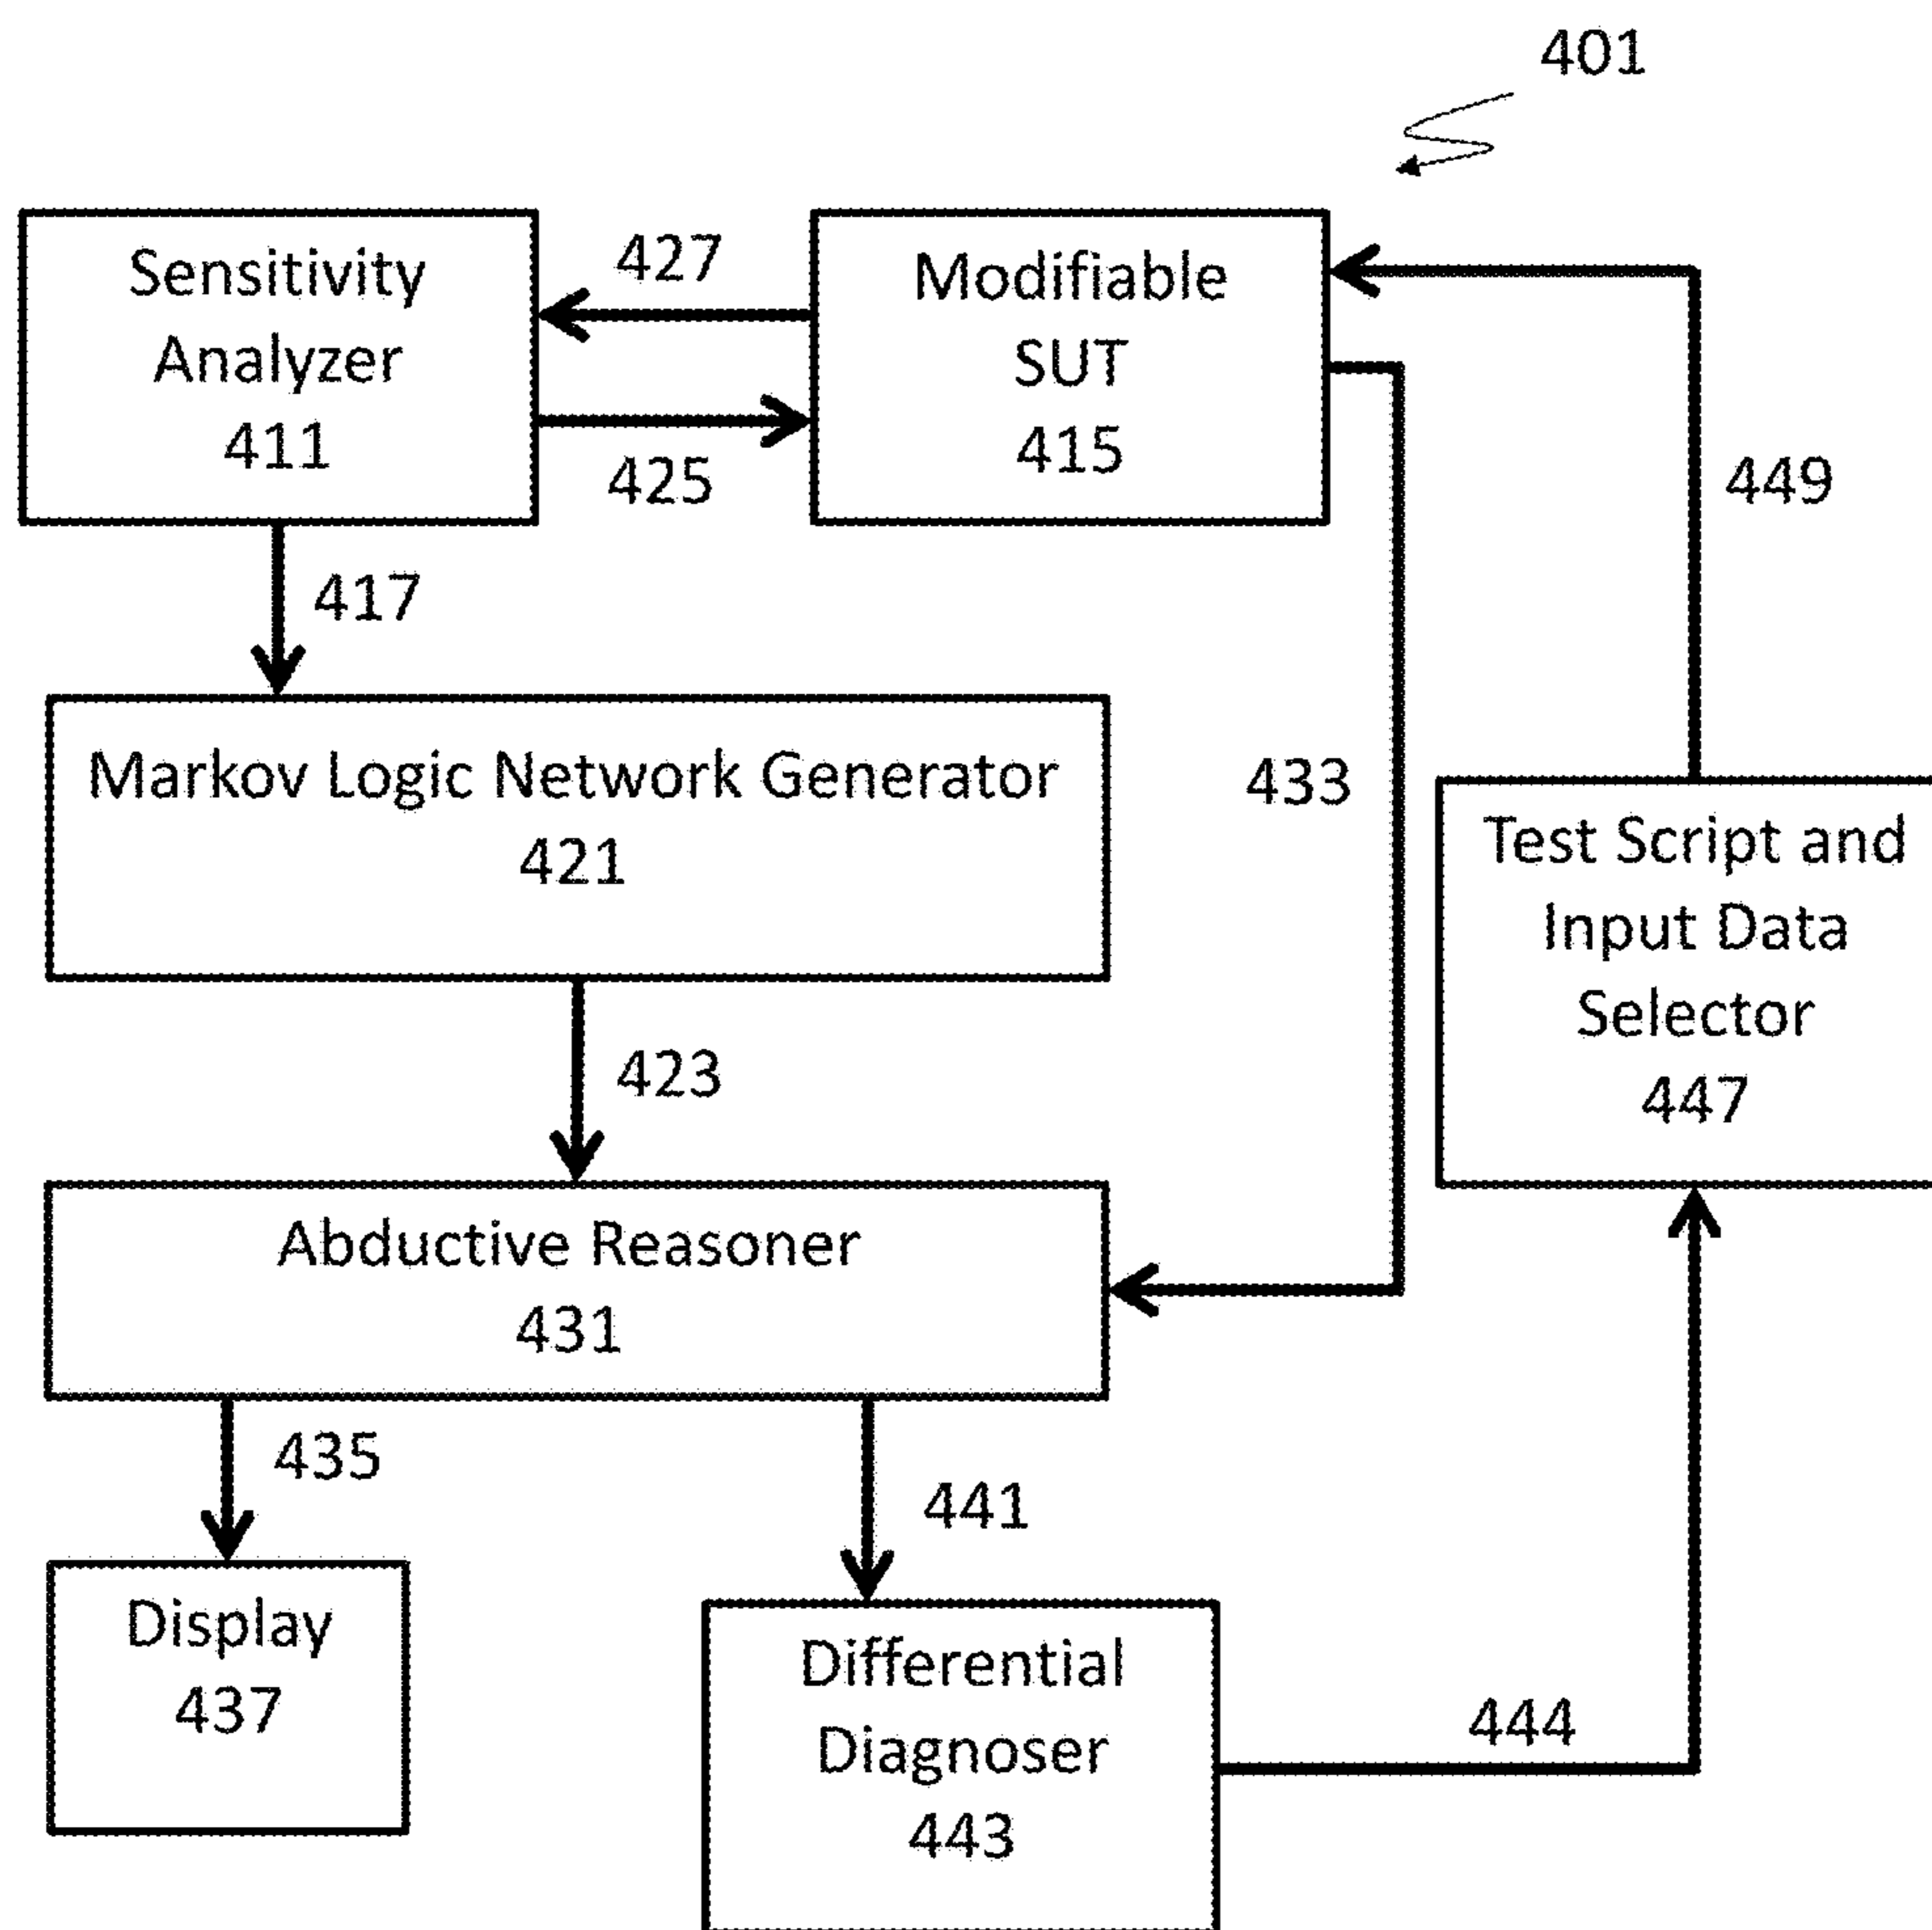 401
Sensitivity
Analyzer
411
427
425
Modifiable
SUT
415
449
417
Markov Logic Network Generator
421
433
Test Script and
Input Data
Selector
447
423
Abductive Reasoner
431
435
441
Display
437
Differential
Diagnoser
443
444